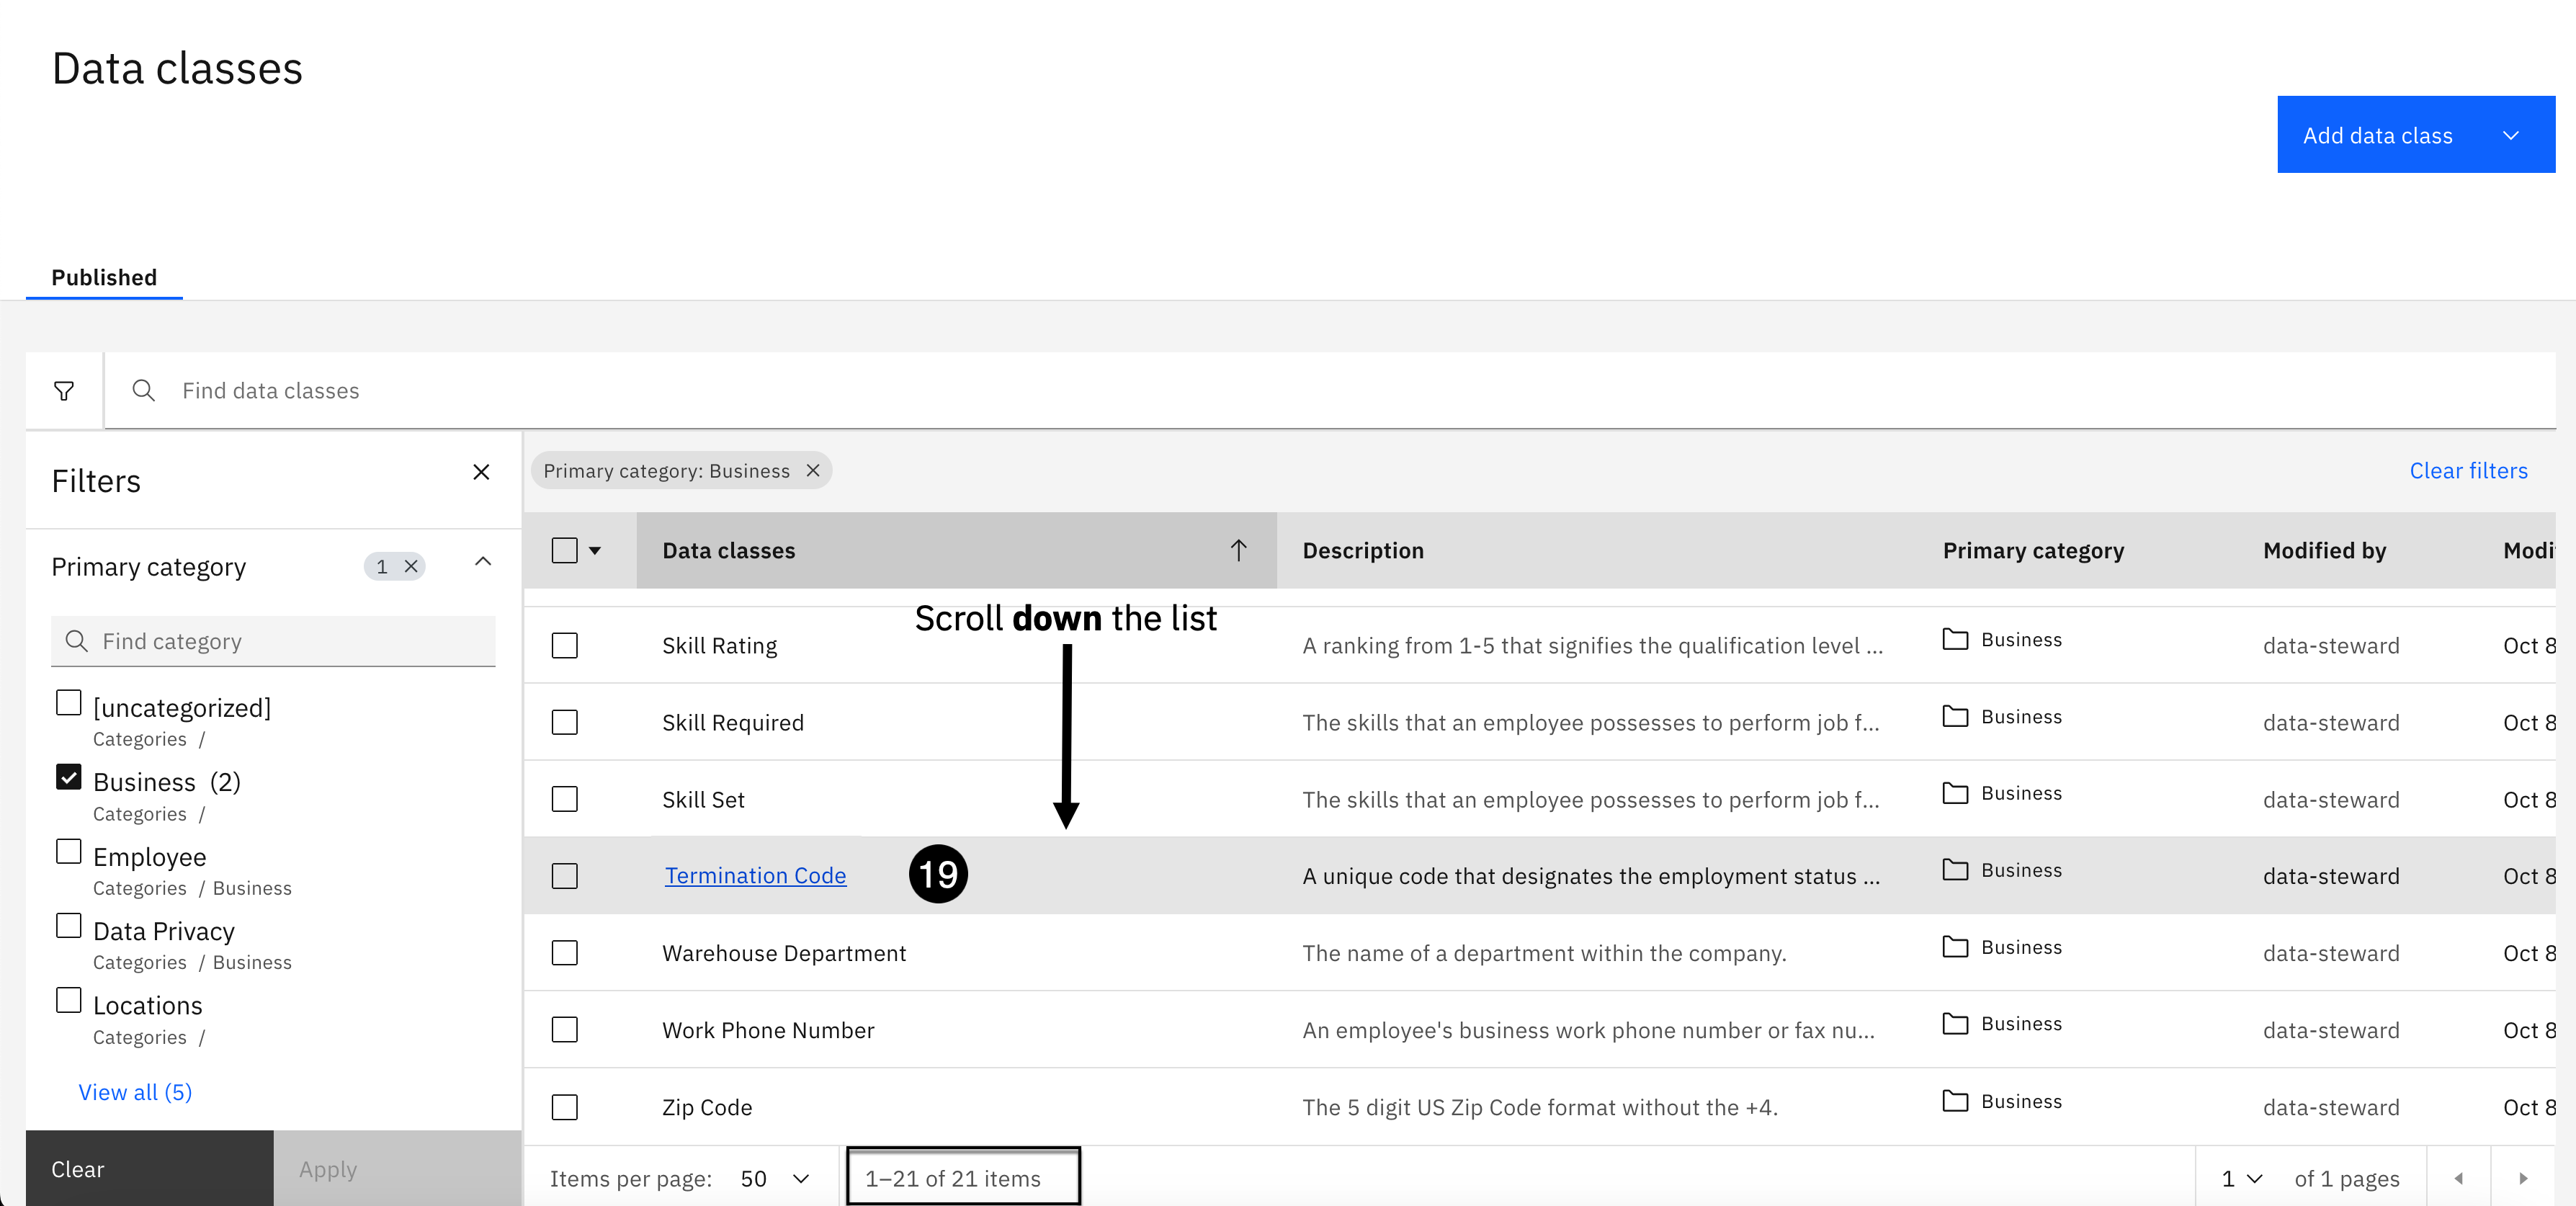 Data classes
Add data class
Published
Find data classes
Filters
Primary category: Business
Clear filters
Primary category 1
Find category
[uncategorized]
Categories /
Business (2)
Categories /
Employee
Categories / Business
Data Privacy
Categories / Business
Locations
Categories /
View all (5)
Clear
Apply
Data classes Description Primary category Modified by Modi
Scroll down the list
Skill Rating A ranking from 1-5 that signifies the qualification level ... Business data-steward Oct 8
Skill Required The skills that an employee possesses to perform job f... Business data-steward Oct 8
Skill Set The skills that an employee possesses to perform job f... Business data-steward Oct 8
Termination Code 19 A unique code that designates the employment status ... Business data-steward Oct 8
Warehouse Department The name of a department within the company. Business data-steward Oct 8
Work Phone Number An employee's business work phone number or fax nu... Business data-steward Oct 8
Zip Code The 5 digit US Zip Code format without the +4. Business data-steward Oct 8
Items per page: 50 1–21 of 21 items 1 of 1 pages